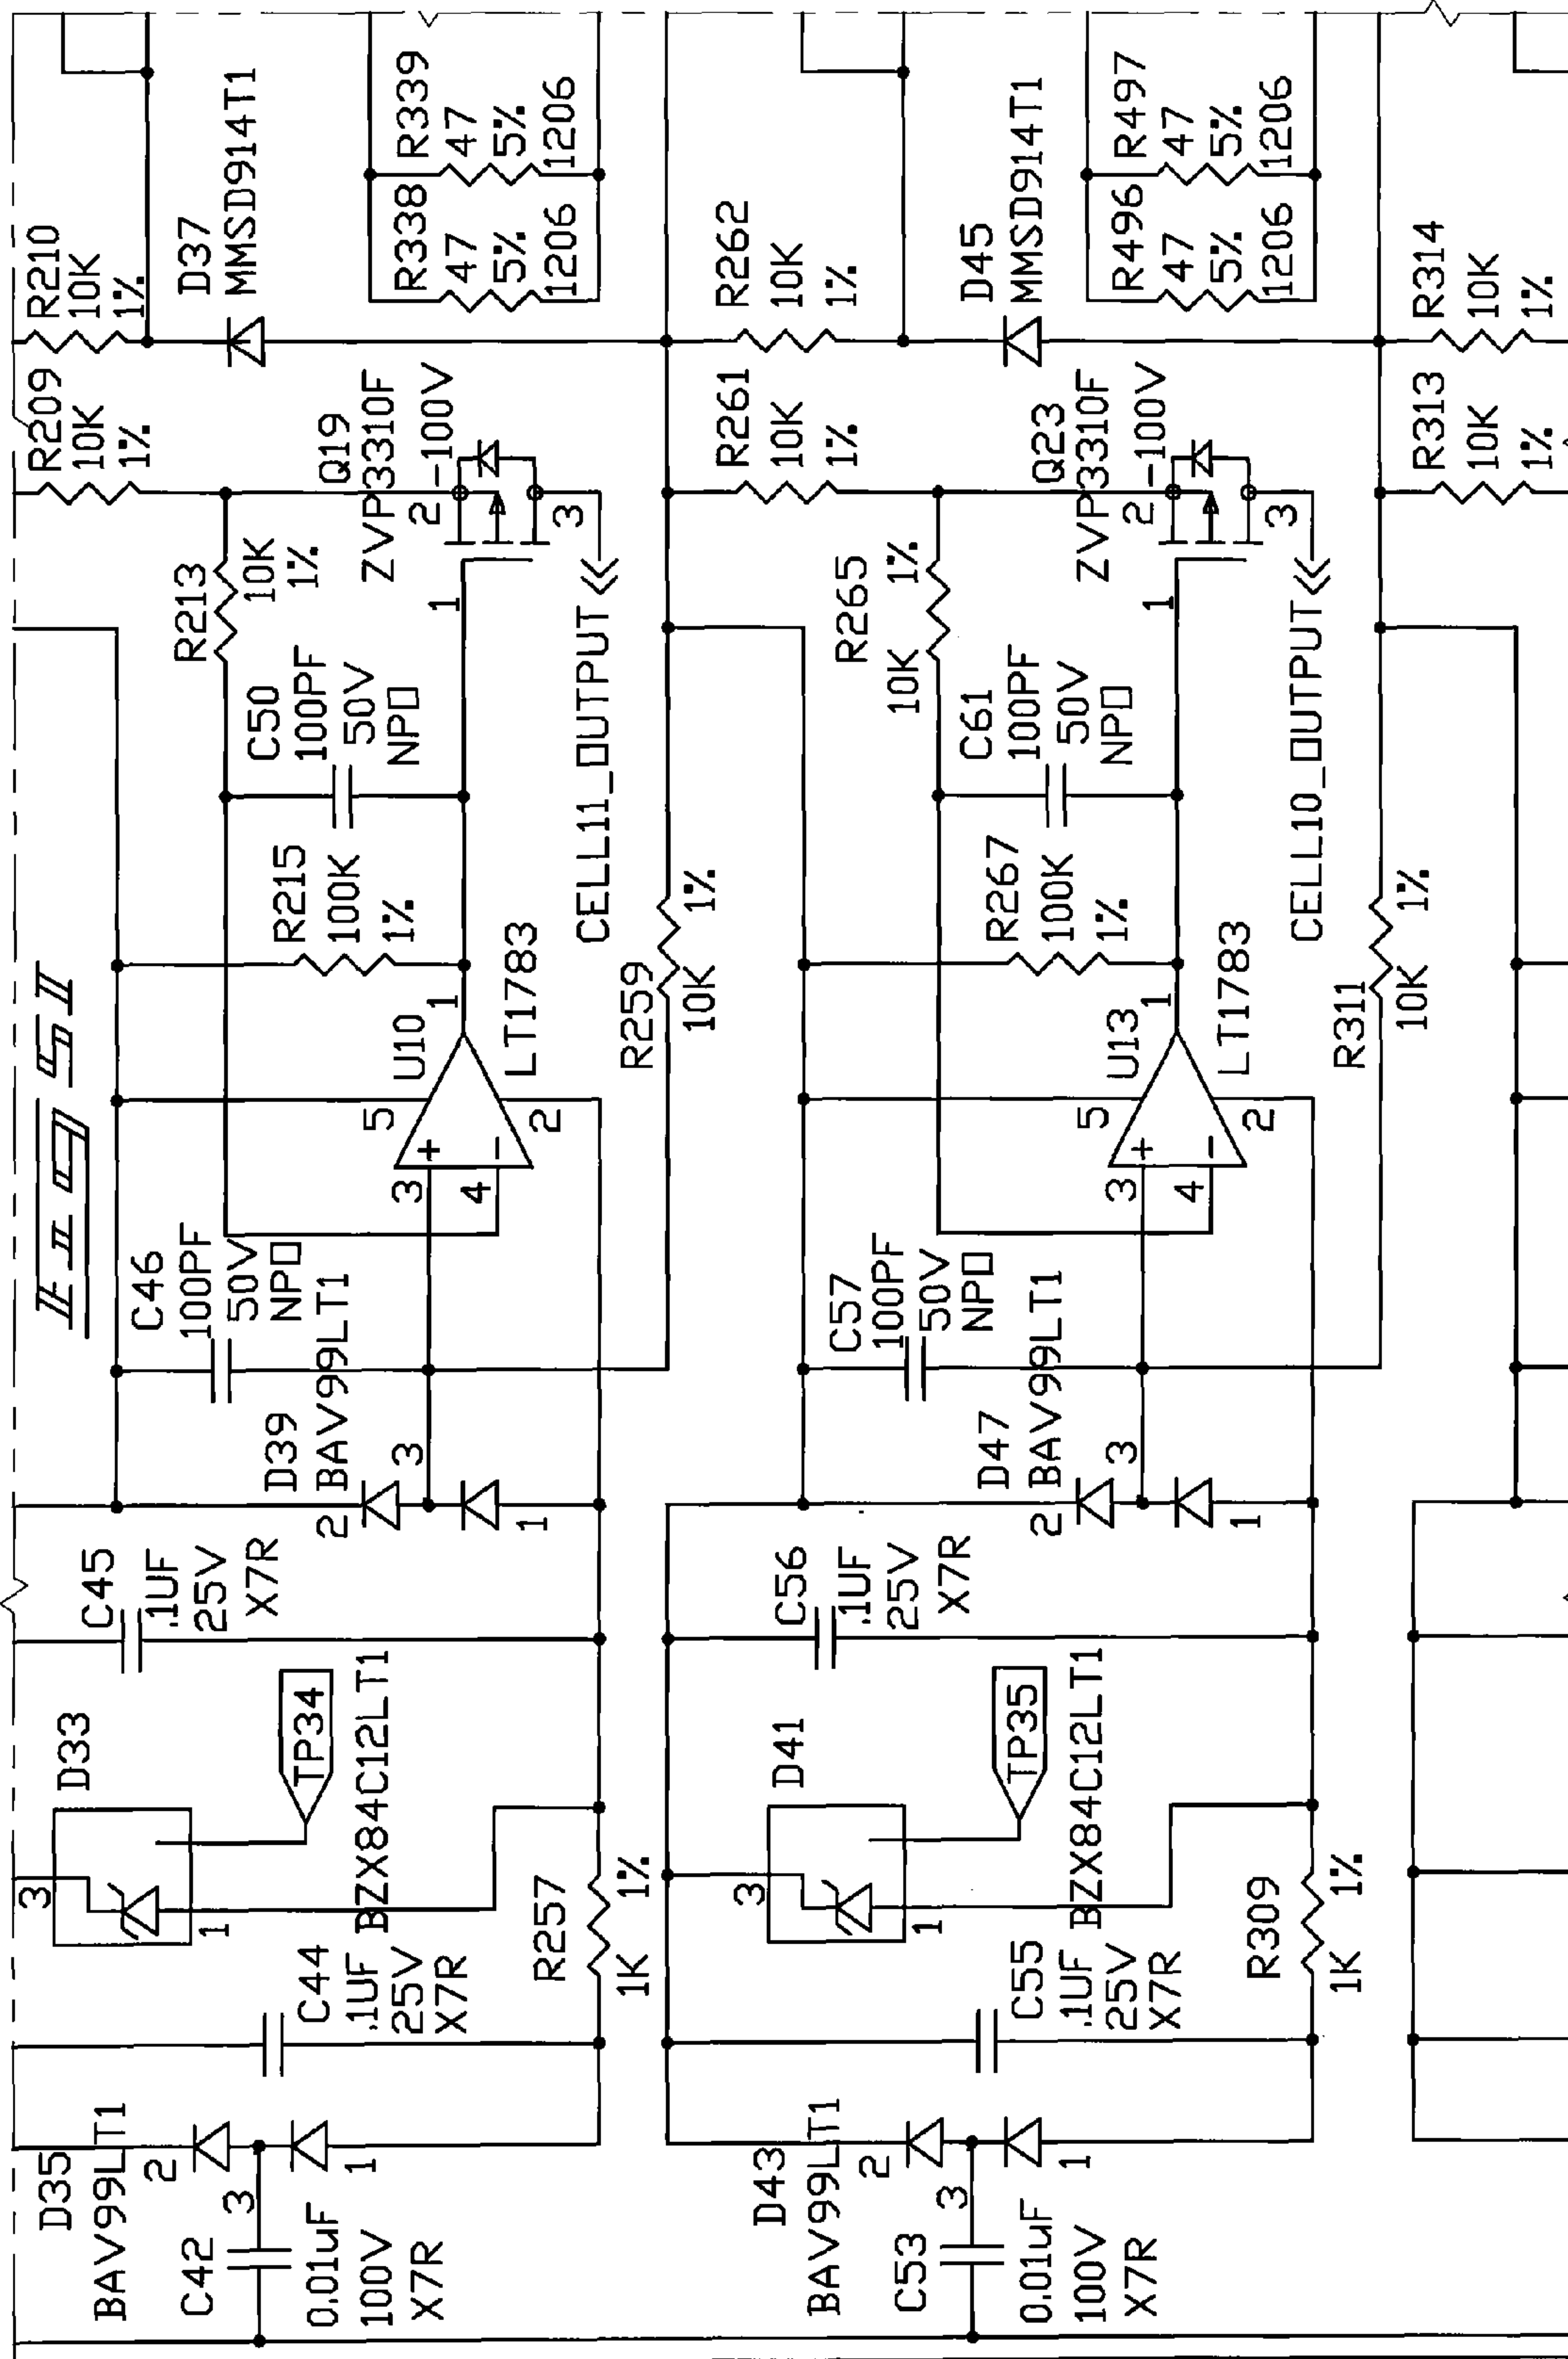 R210
10K
1%
D37
MMSD914T1
R339
47
5%
1206
R338
47
5%
1206
R262
10K
1%
D45
MMSD914T1
R497
47
5%
1206
R496
47
5%
1206
R314
10K
1%
R209
10K
1%
Q19
ZVP3310F
-100V
2
3
1
R261
10K
1%
Q23
ZVP3310F
-100V
2
3
1
R313
10K
1%
R213
10K
1%
C50
100PF
50V
NPO
CELL11_OUTPUT
R265
10K 1%
C61
100PF
50V
NPO
CELL10_OUTPUT
R215
100K
1%
U10
LT1783
1
5
2
3
4
+
-
R259
10K 1%
R267
100K
1%
U13
LT1783
1
5
2
3
4
+
-
R311
10K 1%
C46
100PF
50V
NPO
D39
BAV99LT1
3
2
1
C57
100PF
50V
NPO
D47
BAV99LT1
3
2
1
C45
.1UF
25V
X7R
C56
.1UF
25V
X7R
D33
3
1
TP34
BZX84C12LT1
D41
3
1
TP35
BZX84C12LT1
C44
.1UF
25V
X7R
R257
1K 1%
C55
.1UF
25V
X7R
R309
1K 1%
D35
BAV99LT1
2
3
1
C42
0.01uF
100V
X7R
D43
BAV99LT1
2
3
1
C53
0.01uF
100V
X7R